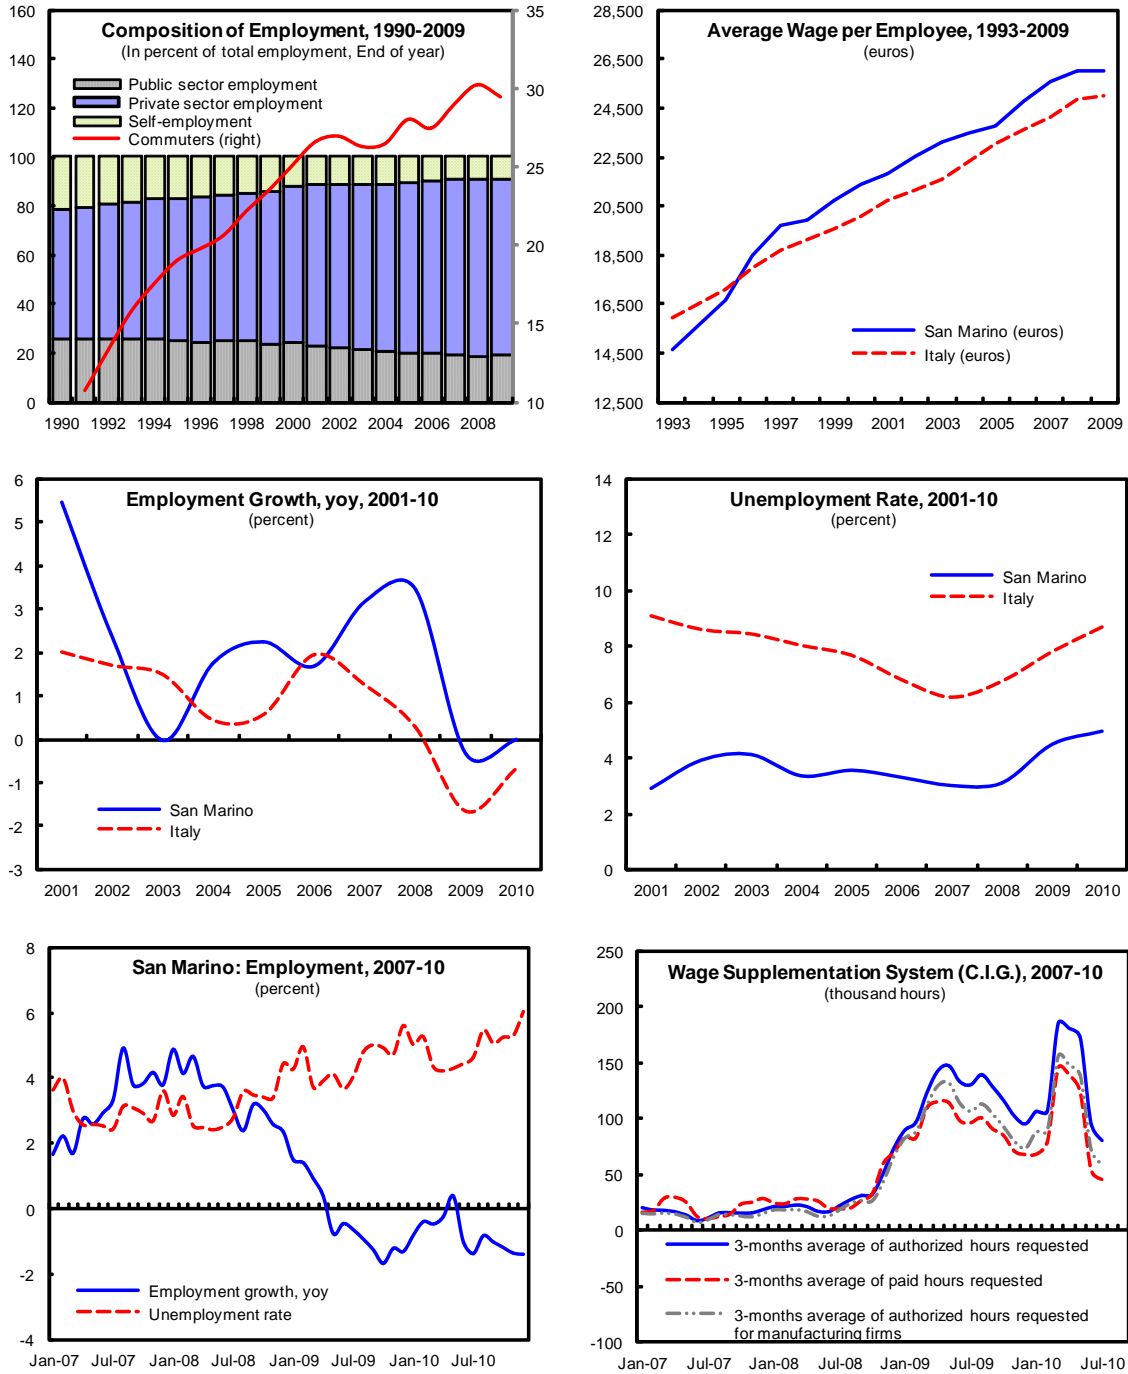 Composition of Employment, 1990-2009
(In percent of total employment, End of year)
Public sector employment
Private sector employment
Self-employment
Commuters (right)
160
140
120
100
80
60
40
20
0
35
30
25
20
15
10
1990 1992 1994 1996 1998 2000 2002 2004 2006 2008
Average Wage per Employee, 1993-2009
(euros)
28,500
26,500
24,500
22,500
20,500
18,500
16,500
14,500
12,500
San Marino (euros)
Italy (euros)
1993 1995 1997 1999 2001 2003 2005 2007 2009
Employment Growth, yoy, 2001-10
(percent)
6
5
4
3
2
1
0
-1
-2
-3
San Marino
Italy
2001 2002 2003 2004 2005 2006 2007 2008 2009 2010
Unemployment Rate, 2001-10
(percent)
14
12
10
8
6
4
2
0
San Marino
Italy
2001 2002 2003 2004 2005 2006 2007 2008 2009 2010
San Marino: Employment, 2007-10
(percent)
8
6
4
2
0
-2
-4
Employment growth, yoy
Unemployment rate
Jan-07 Jul-07 Jan-08 Jul-08 Jan-09 Jul-09 Jan-10 Jul-10
Wage Supplementation System (C.I.G.), 2007-10
(thousand hours)
250
200
150
100
50
0
-50
-100
3-months average of authorized hours requested
3-months average of paid hours requested
3-months average of authorized hours requested
for manufacturing firms
Jan-07 Jul-07 Jan-08 Jul-08 Jan-09 Jul-09 Jan-10 Jul-10